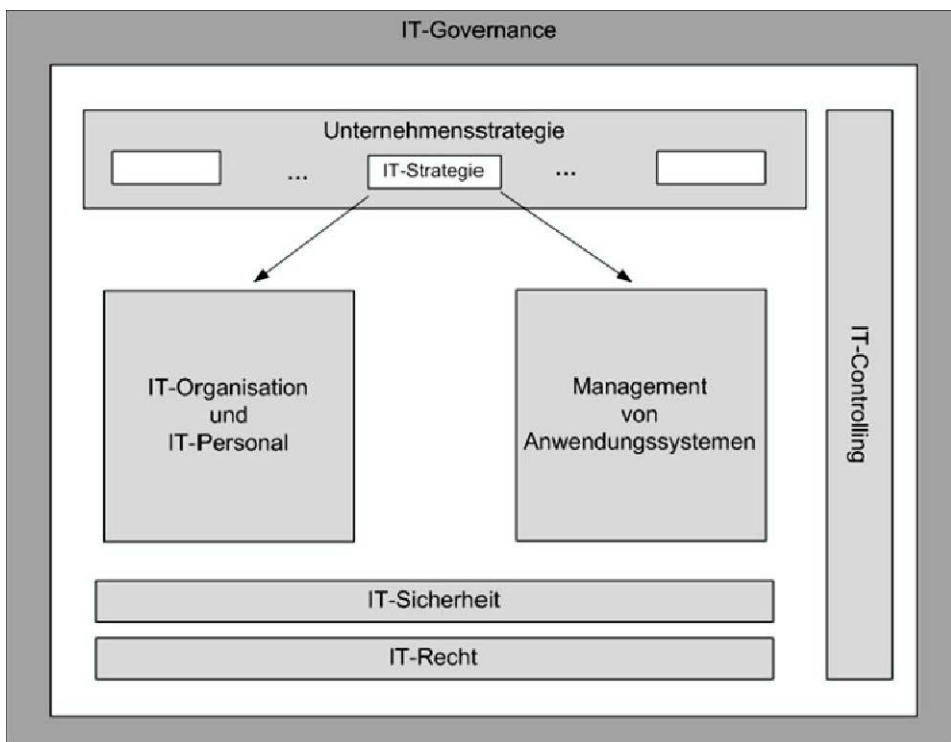 IT-Governance
Unternehmensstrategie
...
IT-Strategie
...
IT-Organisation
und
IT-Personal
Management
von
Anwendungssystemen
IT-Controlling
IT-Sicherheit
IT-Recht